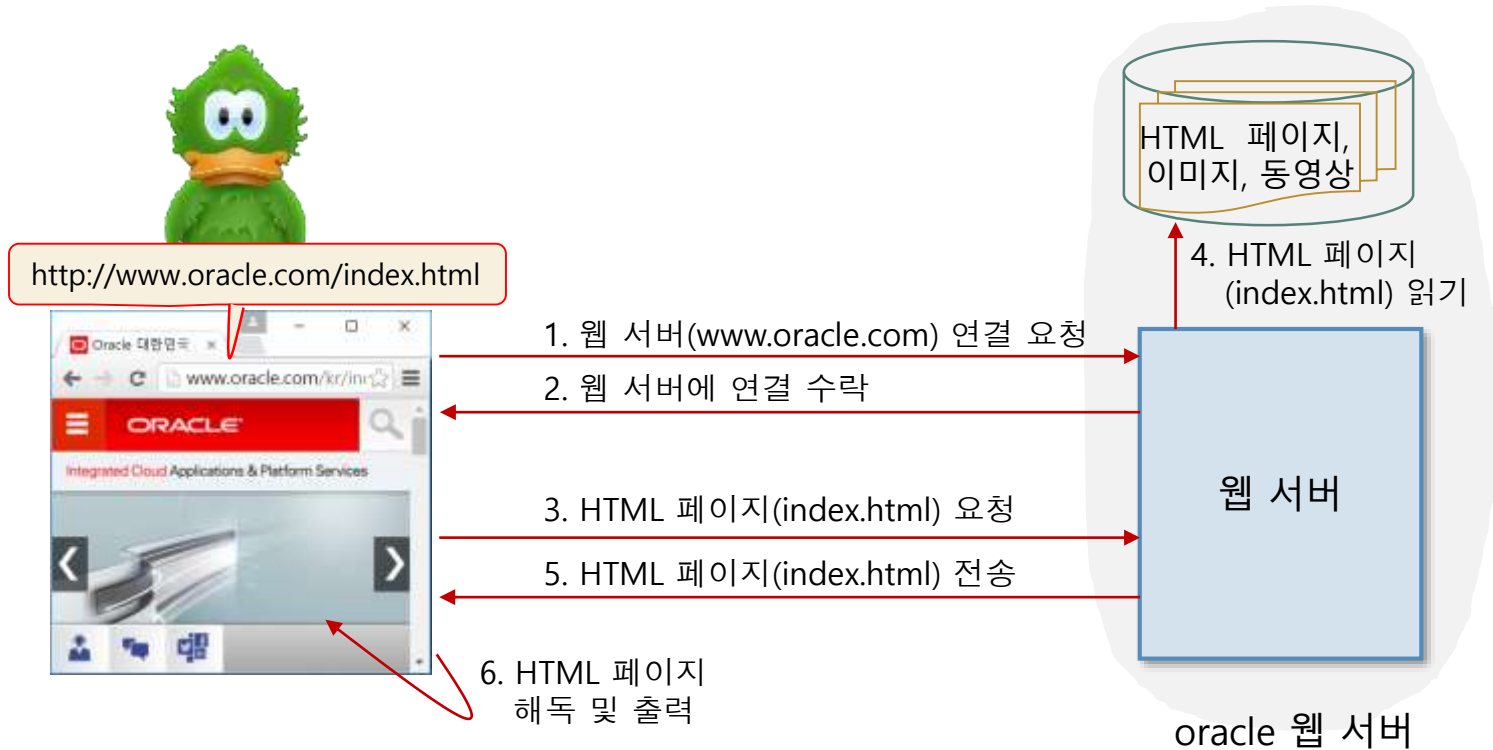 HTML 페이지,
이미지, 동영상
http://www.oracle.com/index.html
4. HTML 페이지
(index.html) 읽기
Oracle 대한민국
1. 웹 서버(www.oracle.com) 연결 요청
www.oracle.com/kr/in
2. 웹 서버에 연결 수락
ORACLE
Integrated Cloud Applications & Platform Services
웹 서버
3. HTML 페이지(index.html) 요청
5. HTML 페이지(index.html) 전송
6. HTML 페이지
해독 및 출력
oracle 웹 서버